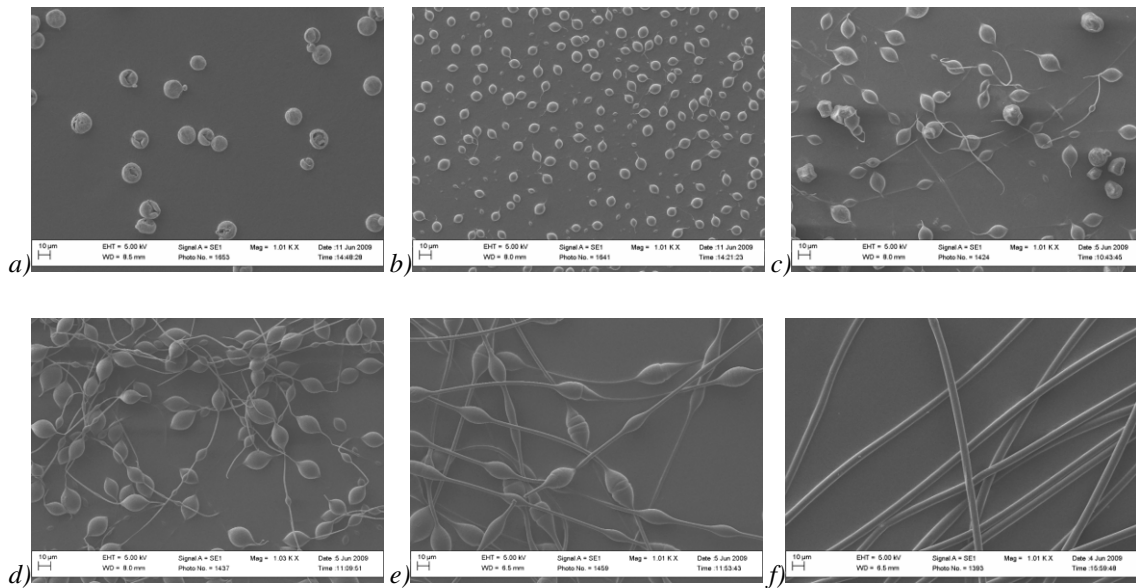 10 µm EHT = 5.00 kV Signal A = SE1 Mag = 1.01 K X Date :11 Jun 2009
WD = 8.5 mm Photo No. = 1653 Time :14:48:28
a)
10 µm EHT = 5.00 kV Signal A = SE1 Mag = 1.01 K X Date :11 Jun 2009
WD = 8.0 mm Photo No. = 1641 Time :14:21:23
b)
10 µm EHT = 5.00 kV Signal A = SE1 Mag = 1.01 K X Date :5 Jun 2009
WD = 8.0 mm Photo No. = 1424 Time :10:43:45
c)
10 µm EHT = 5.00 kV Signal A = SE1 Mag = 1.03 K X Date :5 Jun 2009
WD = 8.0 mm Photo No. = 1437 Time :11:09:51
d)
10 µm EHT = 5.00 kV Signal A = SE1 Mag = 1.01 K X Date :5 Jun 2009
WD = 6.5 mm Photo No. = 1459 Time :11:53:43
e)
10 µm EHT = 5.00 kV Signal A = SE1 Mag = 1.01 K X Date :4 Jun 2009
WD = 6.5 mm Photo No. = 1393 Time :15:59:48
f)